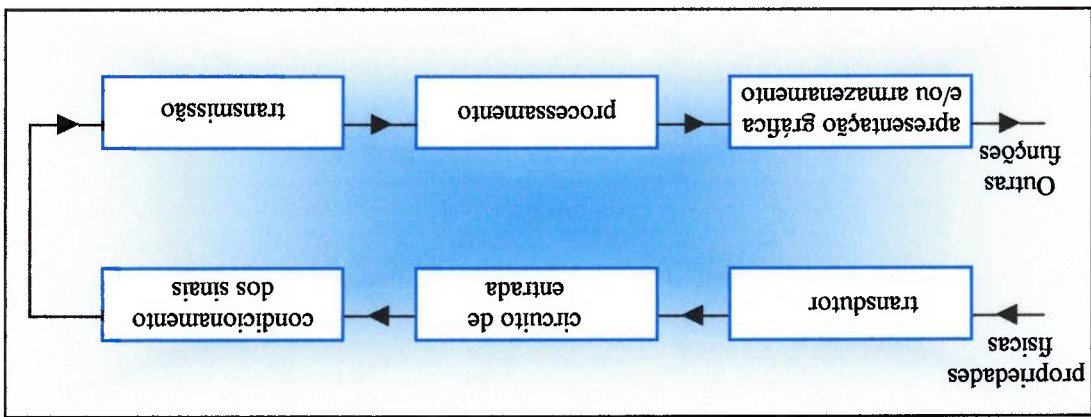 propriedades
físicas
transdutor
circuito de
entrada
condicionamento
dos sinais
transmissão
processamento
apresentação gráfica
e/ou armazenamento
Outras
funções